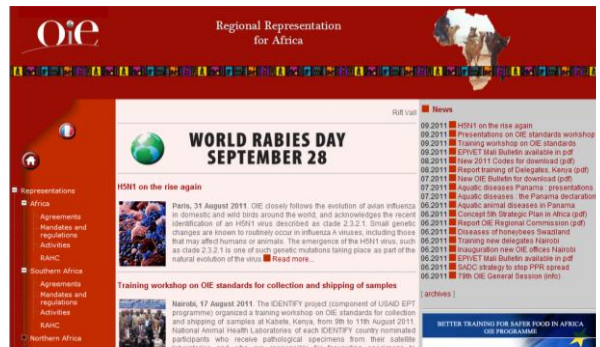 Oie
Regional Representation
for Africa
Representations
Africa
Agreements
Mandates and
regulations
Activities
RAHC
Southern Africa
Agreements
Mandates and
regulations
Activities
RAHC
Northern Africa
Rift Vall
WORLD RABIES DAY
SEPTEMBER 28
H5N1 on the rise again
Paris, 31 August 2011. OIE closely follows the evolution of avian influenza
in domestic and wild birds around the world, and acknowledges the recent
identification of an H5N1 virus described as clade 2.3.2.1. Small genetic
changes are known to routinely occur in influenza A viruses, including those
that may affect humans or animals. The emergence of the H5N1 virus, such
as clade 2.3.2.1 is one of such genetic mutations taking place as part of the
natural evolution of the virus Read more...
Training workshop on OIE standards for collection and shipping of samples
Nairobi, 17 August 2011. The IDENTIFY project (component of USAID EPT
programme) organized a training workshop on OIE standards for collection
and shipping of samples at Kabete, Kenya, from 9th to 11th August 2011.
National Animal Health Laboratories of each IDENTIFY country nominated
participants who receive pathological specimens from their satellite
News
09.2011 H5N1 on the rise again
09.2011 Presentations on OIE standards workshop
09.2011 Training workshop on OIE standards
09.2011 EPIVET Mali Bulletin available in pdf
08.2011 New 2011 Codes for download (pdf)
08.2011 Report training of Delegates, Kenya (pdf)
07.2011 New OIE Bulletin for download (pdf)
07.2011 Aquatic diseases Panama : presentations
07.2011 Aquatic diseases the Panama declaration
06.2011 Aquatic animal diseases in Panama
06.2011 Concept 5th Strategic Plan in Africa (pdf)
06.2011 Report OIE Regional Commission (pdf)
06.2011 Diseases of honeybees Swaziland
06.2011 Training new delegates Nairobi
06.2011 Inauguration new OIE offices Nairobi
06.2011 EPIVET Mali Bulletin available in pdf
06.2011 SADC strategy to stop PPR spread
06.2011 79th OIE General Session (info)
[ archives ]
BETTER TRAINING FOR SAFER FOOD IN AFRICA
OIE PROGRAMME